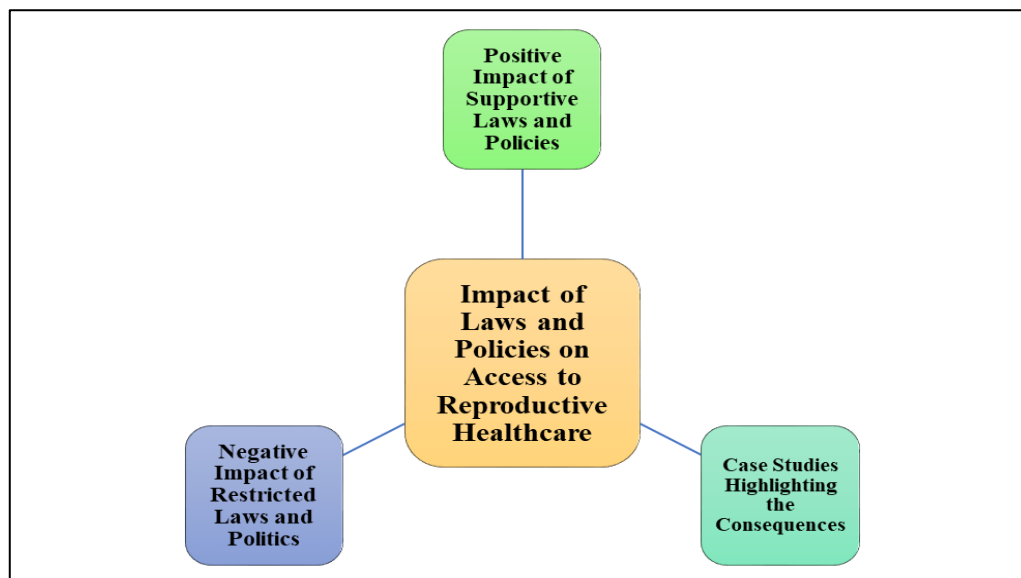 Positive
Impact of
Supportive
Laws and
Policies
Impact of
Laws and
Policies on
Access to
Reproductive
Healthcare
Negative
Impact of
Restricted
Laws and
Politics
Case Studies
Highlighting
the
Consequences